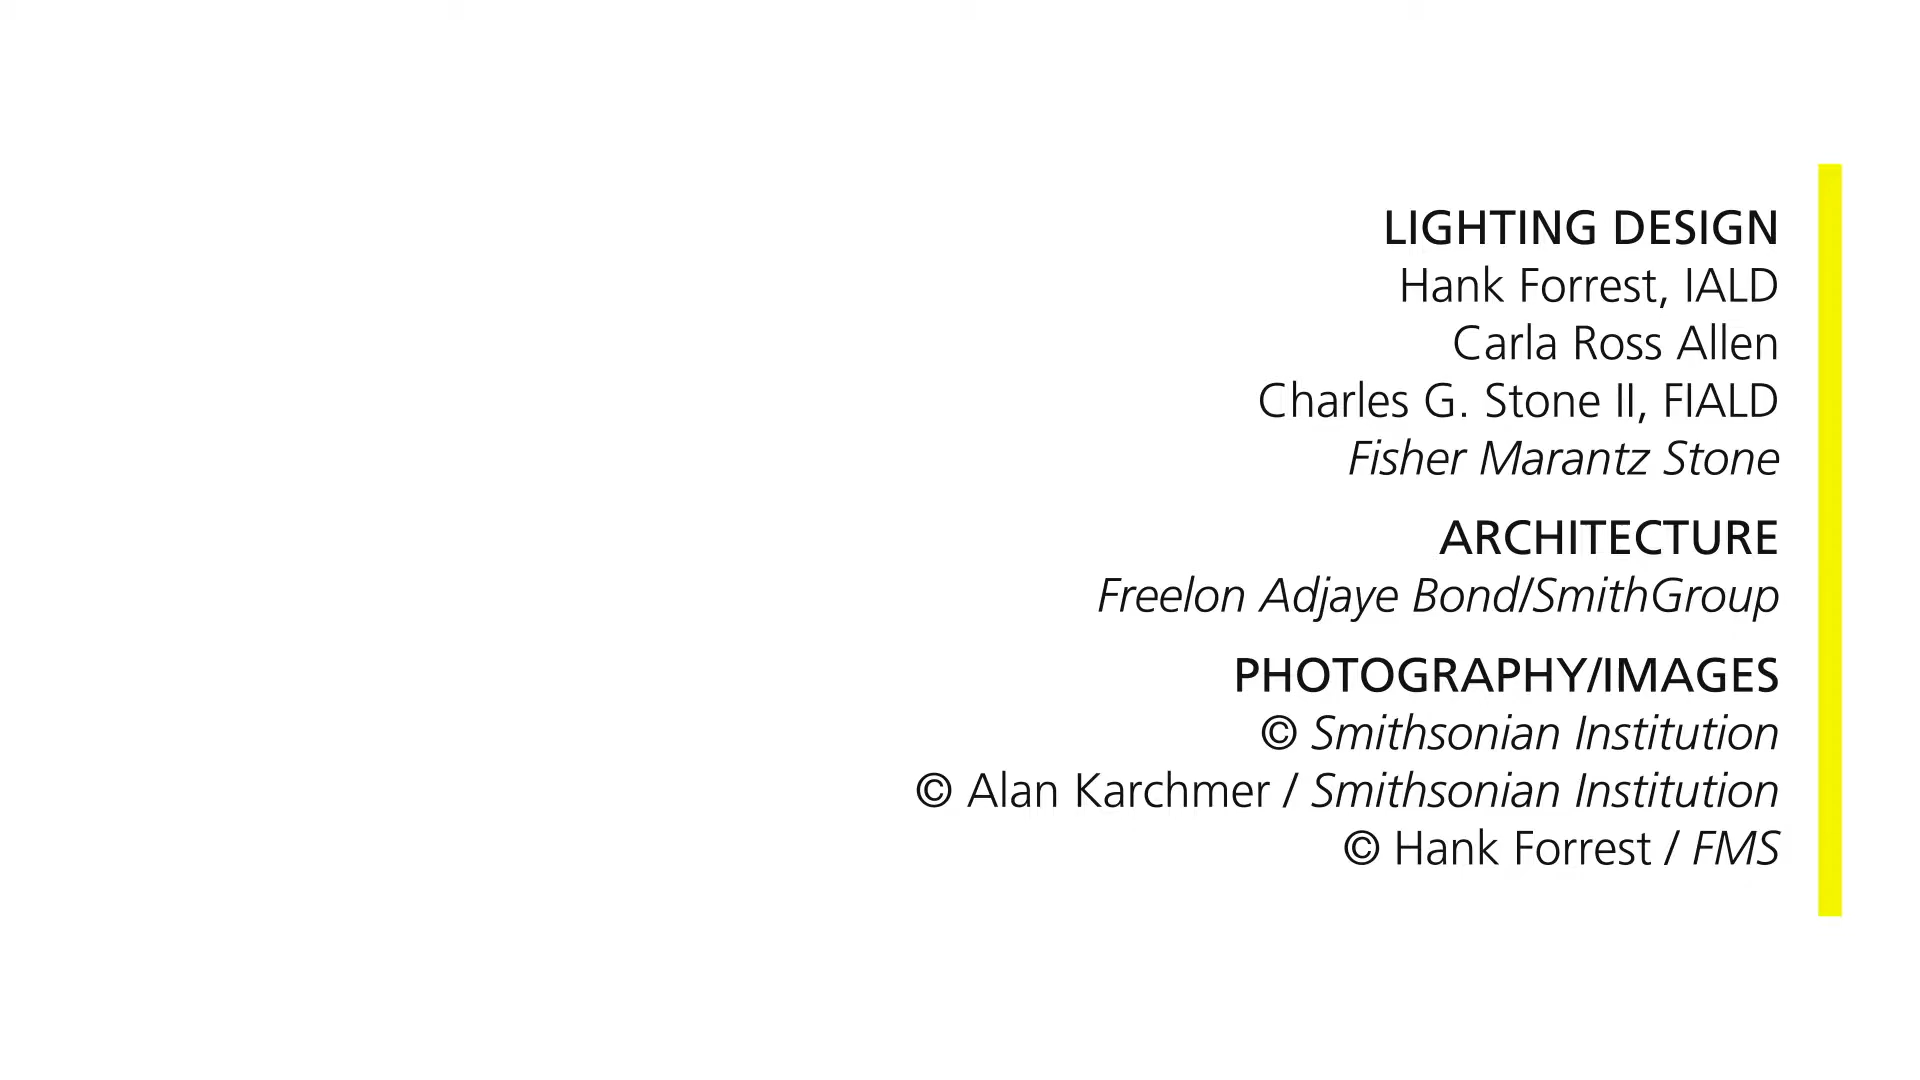 LIGHTING DESIGN
Hank Forrest, IALD
Carla Ross Allen
Charles G. Stone II, FIALD
Fisher Marantz Stone
ARCHITECTURE
Freelon Adjaye Bond/SmithGroup
PHOTOGRAPHY/IMAGES
© Smithsonian Institution
© Alan Karchmer / Smithsonian Institution
© Hank Forrest / FMS